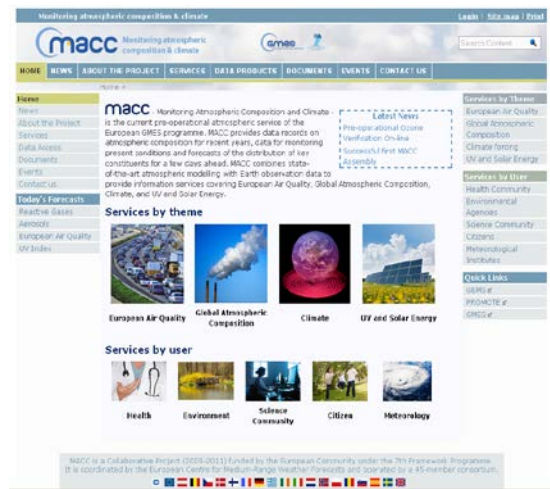 Monitoring atmospheric composition & climate
Login | Site map | Print
macc Monitoring atmospheric
composition & climate
GMES
Search Content
HOME NEWS ABOUT THE PROJECT SERVICES DATA PRODUCTS DOCUMENTS EVENTS CONTACT US
Home »
Home
News
About the Project
Services
Data Access
Documents
Events
Contact us
Today's Forecasts
Reactive Gases
Aerosols
European Air Quality
UV Index
macc - Monitoring Atmospheric Composition and Climate -
is the current pre-operational atmospheric service of the
European GMES programme. MACC provides data records on
atmospheric composition for recent years, data for monitoring
present conditions and forecasts of the distribution of key
constituents for a few days ahead. MACC combines state-
of-the-art atmospheric modelling with Earth observation data to
provide information services covering European Air Quality, Global Atmospheric Composition,
Climate, and UV and Solar Energy.
Latest News
Pre-operational Ozone
Verification On-line
Successful first MACC
Assembly
Services by theme
European Air Quality
Global Atmospheric
Composition
Climate
UV and Solar Energy
Services by user
Health
Environment
Science
Community
Citizen
Meteorology
Services by Theme
European Air Quality
Global Atmospheric
Composition
Climate forcing
UV and Solar Energy
Services by User
Health Community
Environmental
Agencies
Science Community
Citizens
Meteorological
Institutes
Quick Links
GEMS
PROMOTE
GMES
MACC is a Collaborative Project (2009-2011) funded by the European Community under the 7th Framework Programme.
It is coordinated by the European Centre for Medium-Range Weather Forecasts and operated by a 45-member consortium.